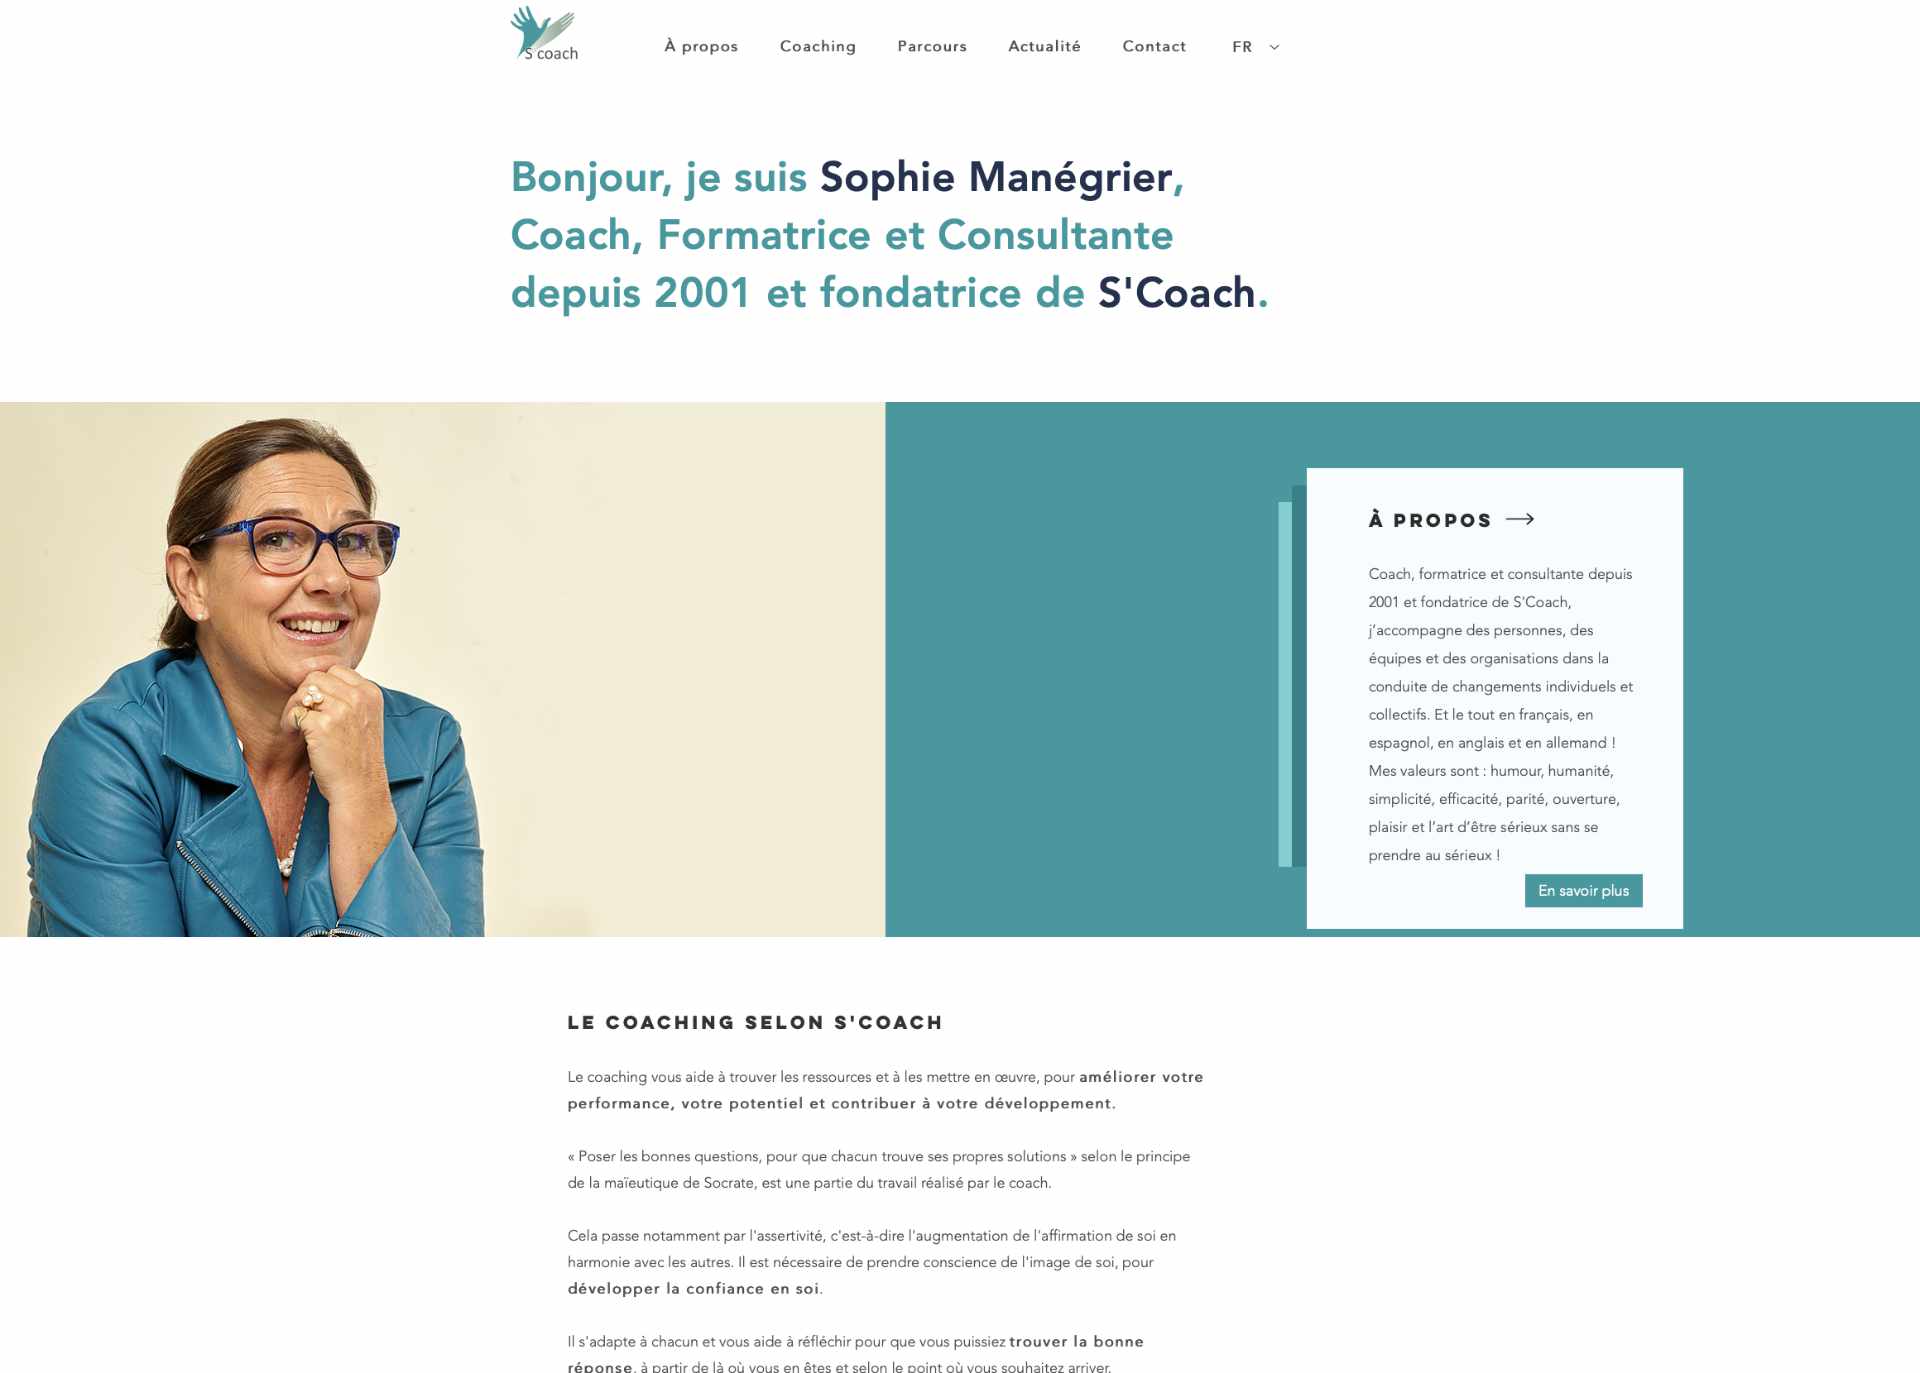 S'coach
À propos
Coaching
Parcours
Actualité
Contact
FR
Bonjour, je suis Sophie Manégrier,
Coach, Formatrice et Consultante
depuis 2001 et fondatrice de S'Coach.
À PROPOS
Coach, formatrice et consultante depuis
2001 et fondatrice de S'Coach,
j’accompagne des personnes, des
équipes et des organisations dans la
conduite de changements individuels et
collectifs. Et le tout en français, en
espagnol, en anglais et en allemand !
Mes valeurs sont : humour, humanité,
simplicité, efficacité, parité, ouverture,
plaisir et l’art d’être sérieux sans se
prendre au sérieux !
En savoir plus
LE COACHING SELON S'COACH
Le coaching vous aide à trouver les ressources et à les mettre en œuvre, pour améliorer votre
performance, votre potentiel et contribuer à votre développement.
« Poser les bonnes questions, pour que chacun trouve ses propres solutions » selon le principe
de la maïeutique de Socrate, est une partie du travail réalisé par le coach.
Cela passe notamment par l'assertivité, c'est-à-dire l'augmentation de l'affirmation de soi en
harmonie avec les autres. Il est nécessaire de prendre conscience de l'image de soi, pour
développer la confiance en soi.
Il s'adapte à chacun et vous aide à réfléchir pour que vous puissiez trouver la bonne
réponse, à partir de là où vous en êtes et selon le point où vous souhaitez arriver.